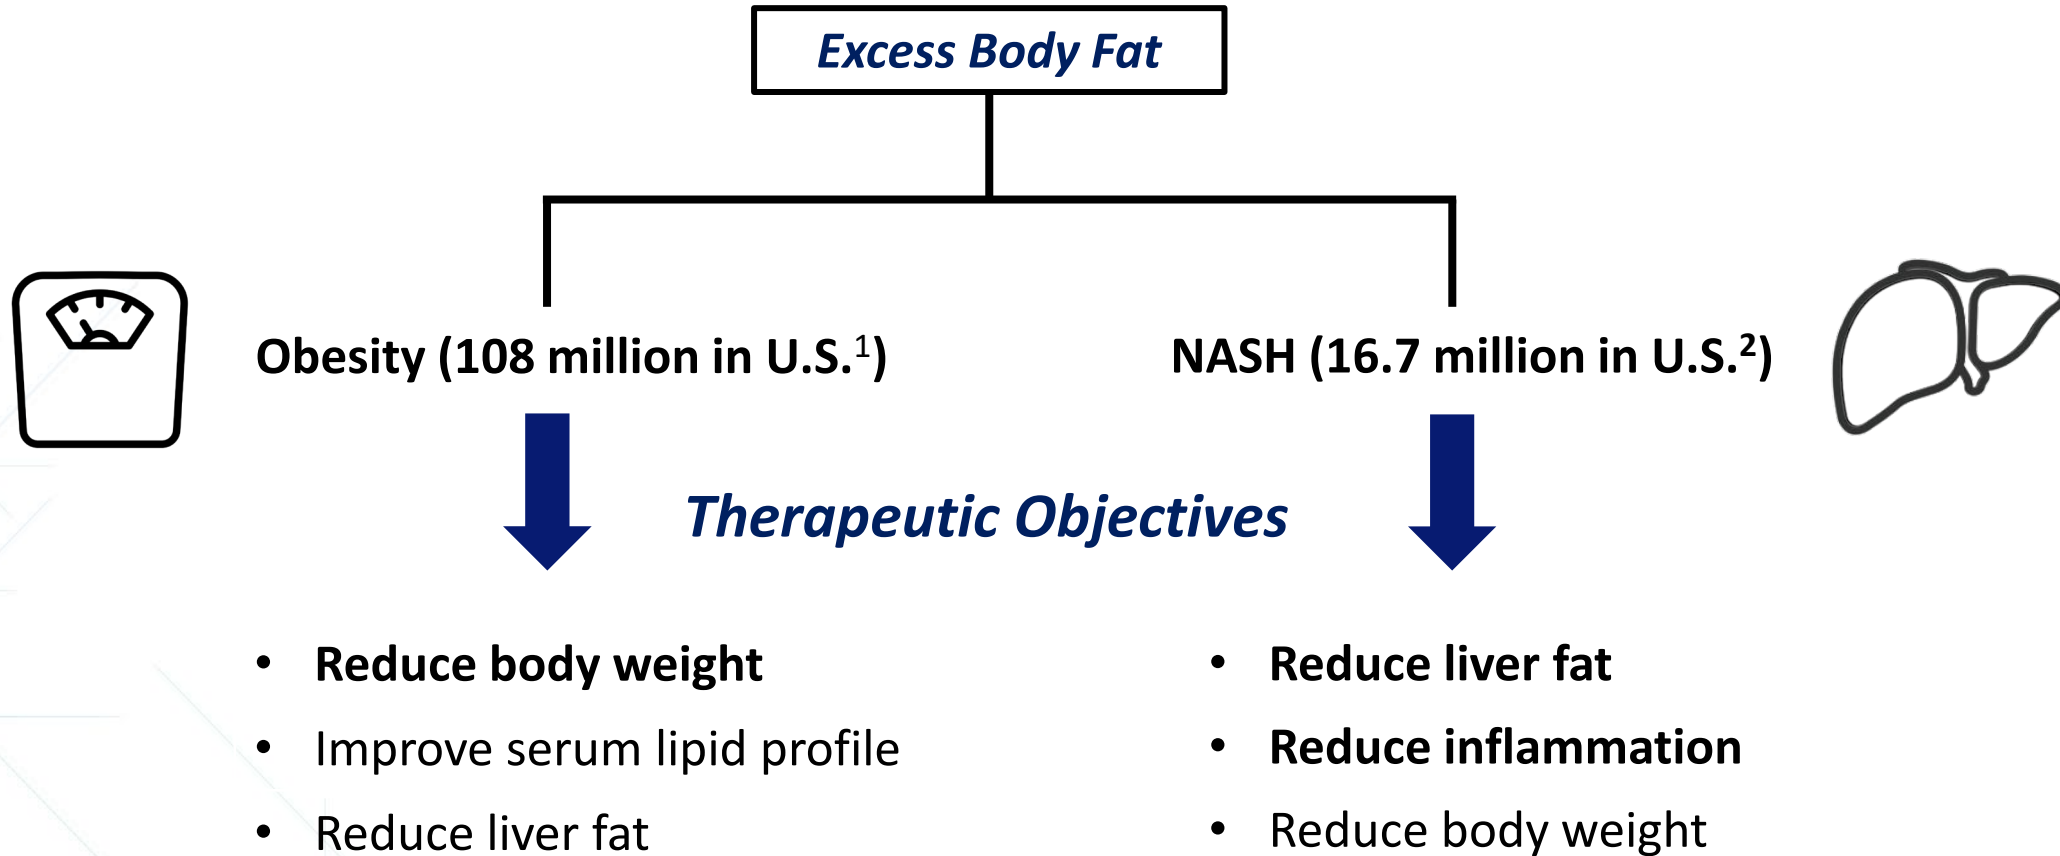 Excess Body Fat
Obesity (108 million in U.S.¹)
NASH (16.7 million in U.S.²)
Therapeutic Objectives
• Reduce body weight
• Improve serum lipid profile
• Reduce liver fat
• Reduce liver fat
• Reduce inflammation
• Reduce body weight